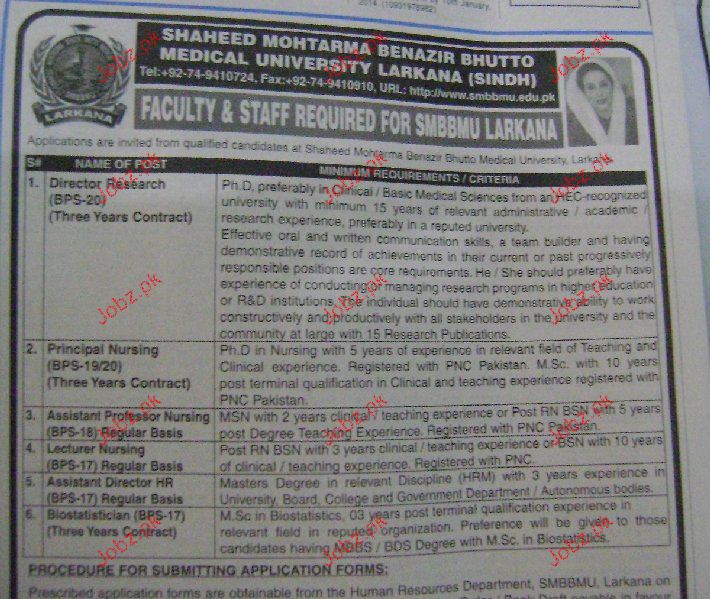 10th January,
2014 (10901978982)
SHAHEED MOHTARMA BENAZIR BHUTTO
MEDICAL UNIVERSITY LARKANA (SINDH)
Tel:+92-74-9410724, Fax:+92-74-9410910, URL: http://www.smbbmu.edu.pk
LARKANA
FACULTY & STAFF REQUIRED FOR SMBBMU LARKANA
Applications are invited from qualified candidates at Shaheed Mohtarma Benazir Bhutto Medical University, Larkana
S# NAME OF POST MINIMUM REQUIREMENTS / CRITERIA
1. Director Research
(BPS-20)
(Three Years Contract)
Ph.D, preferably in Clinical / Basic Medical Sciences from an HEC-recognized
university with minimum 15 years of relevant administrative / academic /
research experience, preferably in a reputed university.
Effective oral and written communication skills, a team builder and having
demonstrative record of achievements in their current or past progressively
responsible positions are core requirements. He / She should preferably have
experience of conducting or managing research programs in higher education
or R&D institutions. The individual should have demonstrative ability to work
constructively and productively with all stakeholders in the university and the
community at large with 15 Research Publications.
2. Principal Nursing
(BPS-19/20)
(Three Years Contract)
Ph.D in Nursing with 5 years of experience in relevant field of Teaching and
Clinical experience. Registered with PNC Pakistan. M.Sc. with 10 years
post terminal qualification in Clinical and teaching experience registered with
PNC Pakistan.
3. Assistant Professor Nursing
(BPS-18) Regular Basis
MSN with 2 years clinical / teaching experience or Post RN BSN with 5 years
post Degree Teaching Experience. Registered with PNC Pakistan.
4. Lecturer Nursing
(BPS-17) Regular Basis
Post RN BSN with 3 years clinical / teaching experience or BSN with 10 years
of clinical / teaching experience. Registered with PNC.
5. Assistant Director HR
(BPS-17) Regular Basis
Masters Degree in relevant Discipline (HRM) with 3 years experience in
University, Board, College and Government Department / Autonomous bodies.
6. Biostatistician (BPS-17)
(Three Years Contract)
M.Sc in Biostatistics, 03 years post terminal qualification experience in
relevant field in reputed organization. Preference will be given to those
candidates having MBBS / BDS Degree with M.Sc. in Biostatistics.
PROCEDURE FOR SUBMITTING APPLICATION FORMS:
Prescribed application forms are obtainable from the Human Resources Department, SMBBMU, Larkana on
Jobz.pk